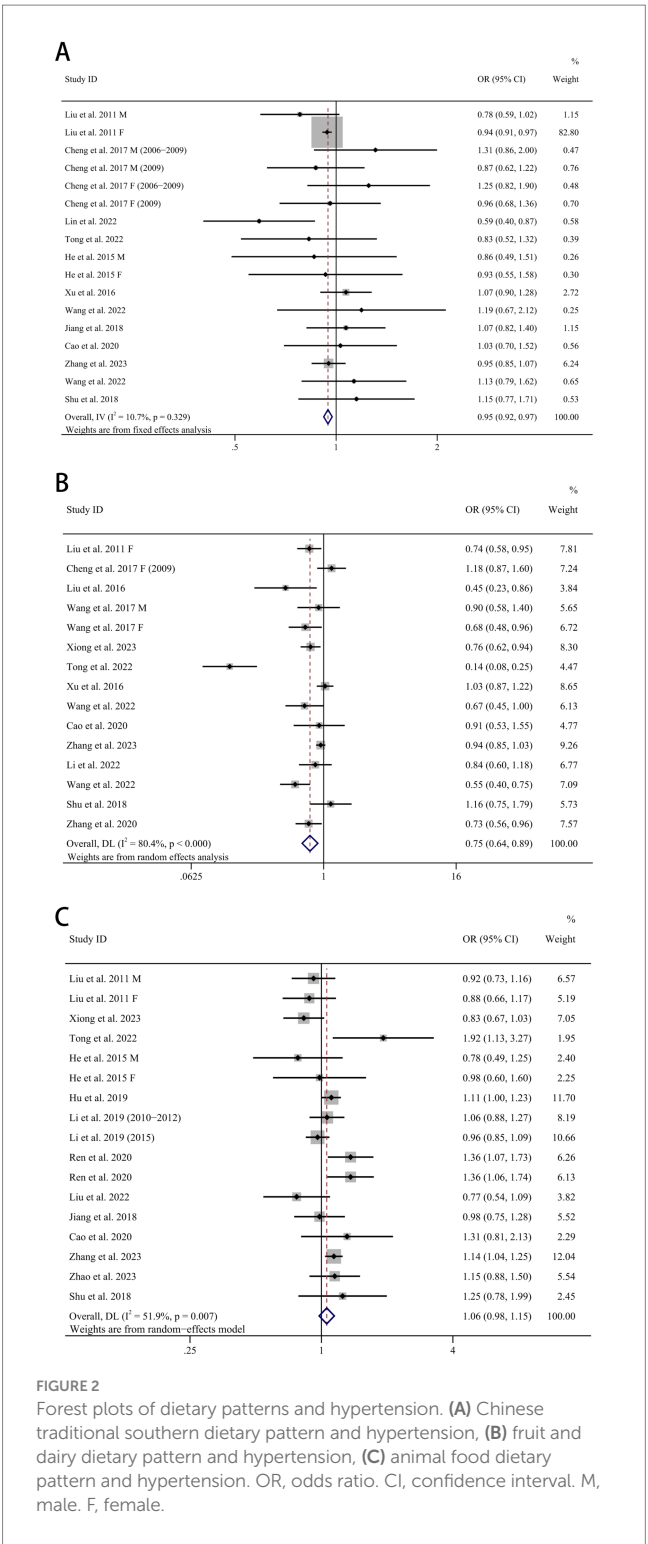 A
%
Study ID OR (95% CI) Weight
Liu et al. 2011 M 0.78 (0.59, 1.02) 1.15
Liu et al. 2011 F 0.94 (0.91, 0.97) 82.80
Cheng et al. 2017 M (2006−2009) 1.31 (0.86, 2.00) 0.47
Cheng et al. 2017 M (2009) 0.87 (0.62, 1.22) 0.76
Cheng et al. 2017 F (2006−2009) 1.25 (0.82, 1.90) 0.48
Cheng et al. 2017 F (2009) 0.96 (0.68, 1.36) 0.70
Lin et al. 2022 0.59 (0.40, 0.87) 0.58
Tong et al. 2022 0.83 (0.52, 1.32) 0.39
He et al. 2015 M 0.86 (0.49, 1.51) 0.26
He et al. 2015 F 0.93 (0.55, 1.58) 0.30
Xu et al. 2016 1.07 (0.90, 1.28) 2.72
Wang et al. 2022 1.19 (0.67, 2.12) 0.25
Jiang et al. 2018 1.07 (0.82, 1.40) 1.15
Cao et al. 2020 1.03 (0.70, 1.52) 0.56
Zhang et al. 2023 0.95 (0.85, 1.07) 6.24
Wang et al. 2022 1.13 (0.79, 1.62) 0.65
Shu et al. 2018 1.15 (0.77, 1.71) 0.53
Overall, IV (I² = 10.7%, p = 0.329) 0.95 (0.92, 0.97) 100.00
Weights are from fixed effects analysis
.5 1 2
B
%
Study ID OR (95% CI) Weight
Liu et al. 2011 F 0.74 (0.58, 0.95) 7.81
Cheng et al. 2017 F (2009) 1.18 (0.87, 1.60) 7.24
Liu et al. 2016 0.45 (0.23, 0.86) 3.84
Wang et al. 2017 M 0.90 (0.58, 1.40) 5.65
Wang et al. 2017 F 0.68 (0.48, 0.96) 6.72
Xiong et al. 2023 0.76 (0.62, 0.94) 8.30
Tong et al. 2022 0.14 (0.08, 0.25) 4.47
Xu et al. 2016 1.03 (0.87, 1.22) 8.65
Wang et al. 2022 0.67 (0.45, 1.00) 6.13
Cao et al. 2020 0.91 (0.53, 1.55) 4.77
Zhang et al. 2023 0.94 (0.85, 1.03) 9.26
Li et al. 2022 0.84 (0.60, 1.18) 6.77
Wang et al. 2022 0.55 (0.40, 0.75) 7.09
Shu et al. 2018 1.16 (0.75, 1.79) 5.73
Zhang et al. 2020 0.73 (0.56, 0.96) 7.57
Overall, DL (I² = 80.4%, p < 0.000) 0.75 (0.64, 0.89) 100.00
Weights are from random effects analysis
.0625 1 16
C
%
Study ID OR (95% CI) Weight
Liu et al. 2011 M 0.92 (0.73, 1.16) 6.57
Liu et al. 2011 F 0.88 (0.66, 1.17) 5.19
Xiong et al. 2023 0.83 (0.67, 1.03) 7.05
Tong et al. 2022 1.92 (1.13, 3.27) 1.95
He et al. 2015 M 0.78 (0.49, 1.25) 2.40
He et al. 2015 F 0.98 (0.60, 1.60) 2.25
Hu et al. 2019 1.11 (1.00, 1.23) 11.70
Li et al. 2019 (2010−2012) 1.06 (0.88, 1.27) 8.19
Li et al. 2019 (2015) 0.96 (0.85, 1.09) 10.66
Ren et al. 2020 1.36 (1.07, 1.73) 6.26
Ren et al. 2020 1.36 (1.06, 1.74) 6.13
Liu et al. 2022 0.77 (0.54, 1.09) 3.82
Jiang et al. 2018 0.98 (0.75, 1.28) 5.52
Cao et al. 2020 1.31 (0.81, 2.13) 2.29
Zhang et al. 2023 1.14 (1.04, 1.25) 12.04
Zhao et al. 2023 1.15 (0.88, 1.50) 5.54
Shu et al. 2018 1.25 (0.78, 1.99) 2.45
Overall, DL (I² = 51.9%, p = 0.007) 1.06 (0.98, 1.15) 100.00
Weights are from random−effects model
.25 1 4
FIGURE 2
Forest plots of dietary patterns and hypertension. (A) Chinese
traditional southern dietary pattern and hypertension, (B) fruit and
dairy dietary pattern and hypertension, (C) animal food dietary
pattern and hypertension. OR, odds ratio. CI, confidence interval. M,
male. F, female.